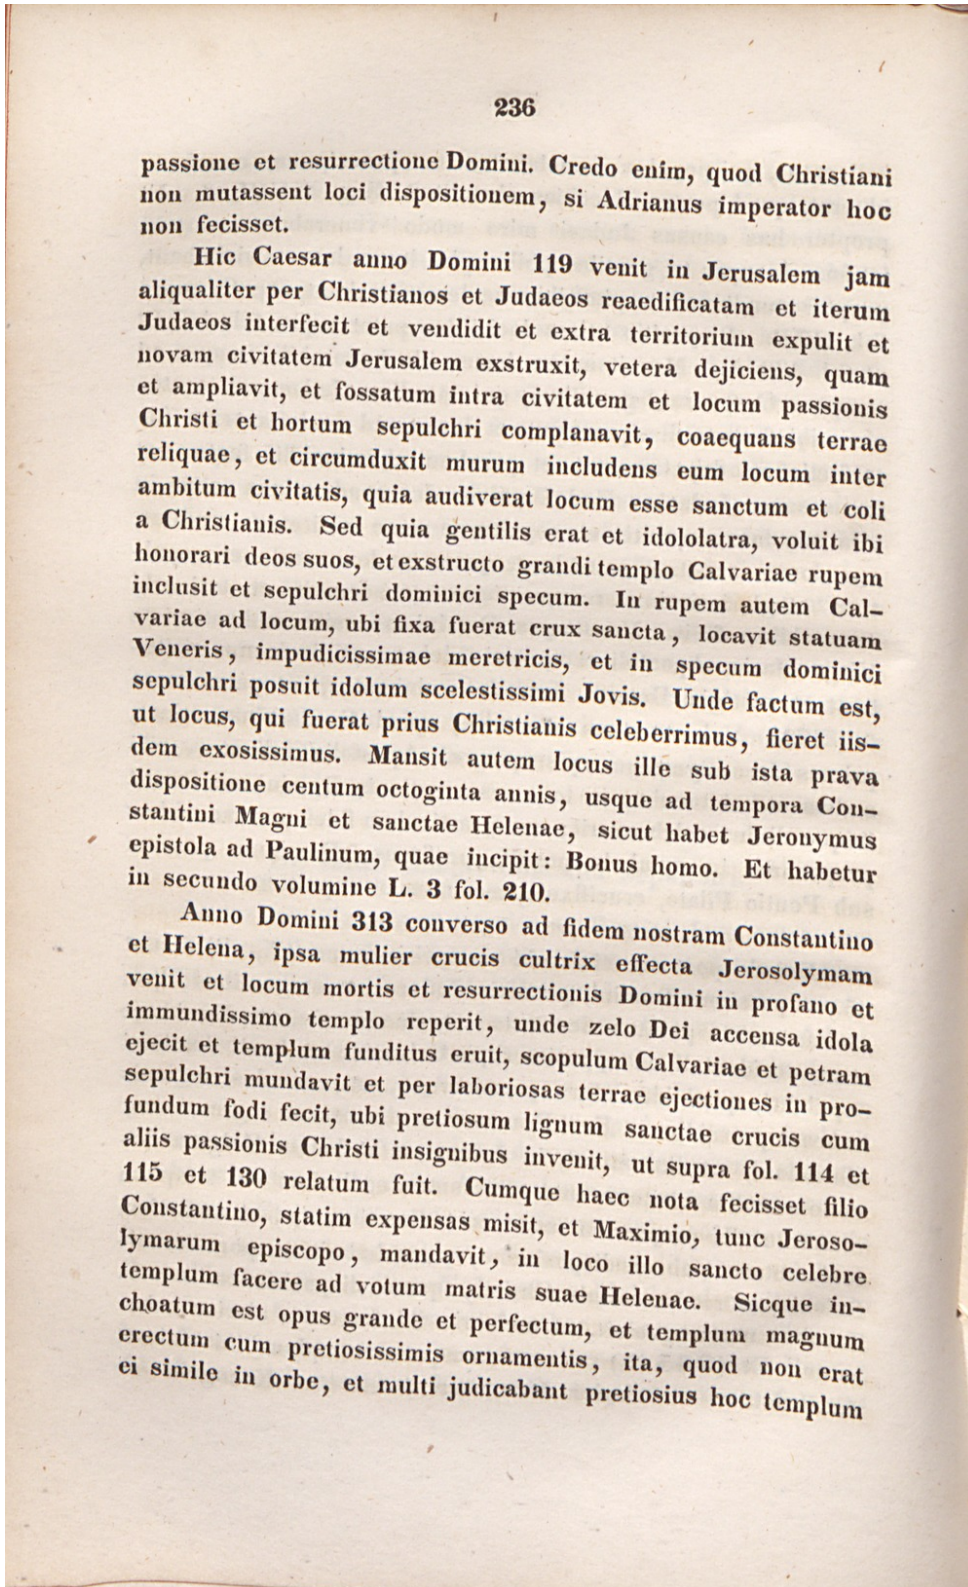 236
passione et resurrectione Domini. Credo enim, quod Christiani
non mutassent loci dispositionem, si Adrianus imperator hoc
non fecisset.
Hic Caesar anno Domini 119 venit in Jerusalem jam
aliqualiter per Christianos et Judaeos reaedificatam et iterum
Judaeos interfecit et vendidit et extra territorium expulit et
novam civitatem Jerusalem exstruxit, vetera dejiciens, quam
et ampliavit, et fossatum intra civitatem et locum passionis
Christi et hortum sepulchri complanavit, coaequans terrae
reliquae, et circumduxit murum includens eum locum inter
ambitum civitatis, quia audiverat locum esse sanctum et coli
a Christianis. Sed quia gentilis erat et idololatra, voluit ibi
honorari deos suos, et exstructo grandi templo Calvariae rupem
inclusit et sepulchri dominici specum. In rupem autem Cal-
variae ad locum, ubi fixa fuerat crux sancta, locavit statuam
Veneris, impudicissimae meretricis, et in specum dominici
sepulchri posuit idolum scelestissimi Jovis. Unde factum est,
ut locus, qui fuerat prius Christianis celeberrimus, fieret iis-
dem exosissimus. Mansit autem locus ille sub ista prava
dispositione centum octoginta annis, usque ad tempora Con-
stantini Magni et sanctae Helenae, sicut habet Jeronymus
epistola ad Paulinum, quae incipit: Bonus homo. Et habetur
in secundo volumine L. 3 fol. 210.
Anno Domini 313 converso ad fidem nostram Constantino
et Helena, ipsa mulier crucis cultrix effecta Jerosolymam
venit et locum mortis et resurrectionis Domini in profano et
immundissimo templo reperit, unde zelo Dei accensa idola
ejecit et templum funditus eruit, scopulum Calvariae et petram
sepulchri mundavit et per laboriosas terrae ejectiones in pro-
fundum fodi fecit, ubi pretiosum lignum sanctae crucis cum
aliis passionis Christi insignibus invenit, ut supra fol. 114 et
115 et 130 relatum fuit. Cumque haec nota fecisset filio
Constantino, statim expensas misit, et Maximio, tunc Jeroso-
lymarum episcopo, mandavit, in loco illo sancto celebre
templum facere ad votum matris suae Helenae. Sicque in-
choatum est opus grande et perfectum, et templum magnum
erectum cum pretiosissimis ornamentis, ita, quod non erat
ei simile in orbe, et multi judicabant pretiosius hoc templum